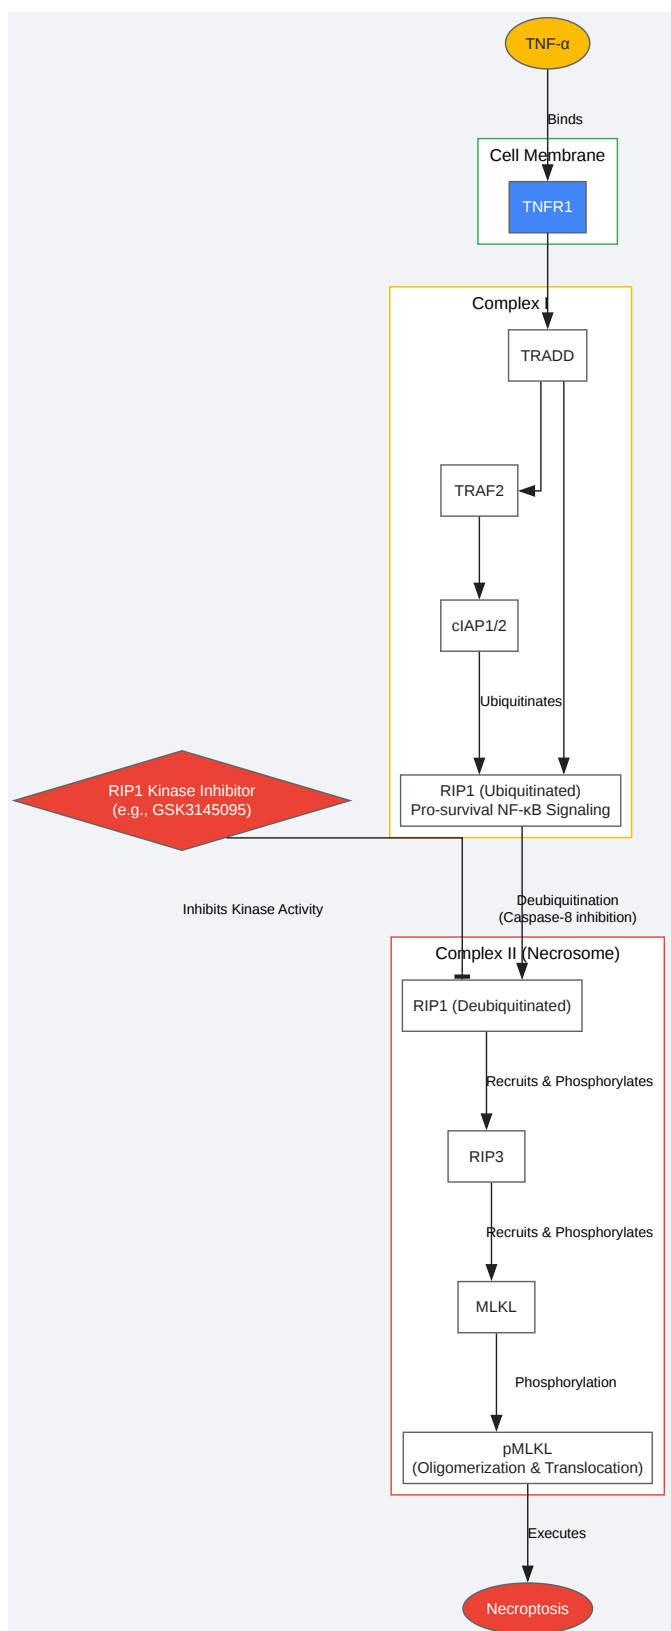 TNF-α
Binds
Cell Membrane
TNFR1
Complex I
TRADD
TRAF2
cIAP1/2
Ubiquitinates
RIP1 Kinase Inhibitor
(e.g., GSK3145095)
RIP1 (Ubiquitinated)
Pro-survival NF-κB Signaling
Inhibits Kinase Activity
Deubiquitination
(Caspase-8 inhibition)
Complex II (Necrosome)
RIP1 (Deubiquitinated)
Recruits & Phosphorylates
RIP3
Recruits & Phosphorylates
MLKL
Phosphorylation
pMLKL
(Oligomerization & Translocation)
Executes
Necroptosis